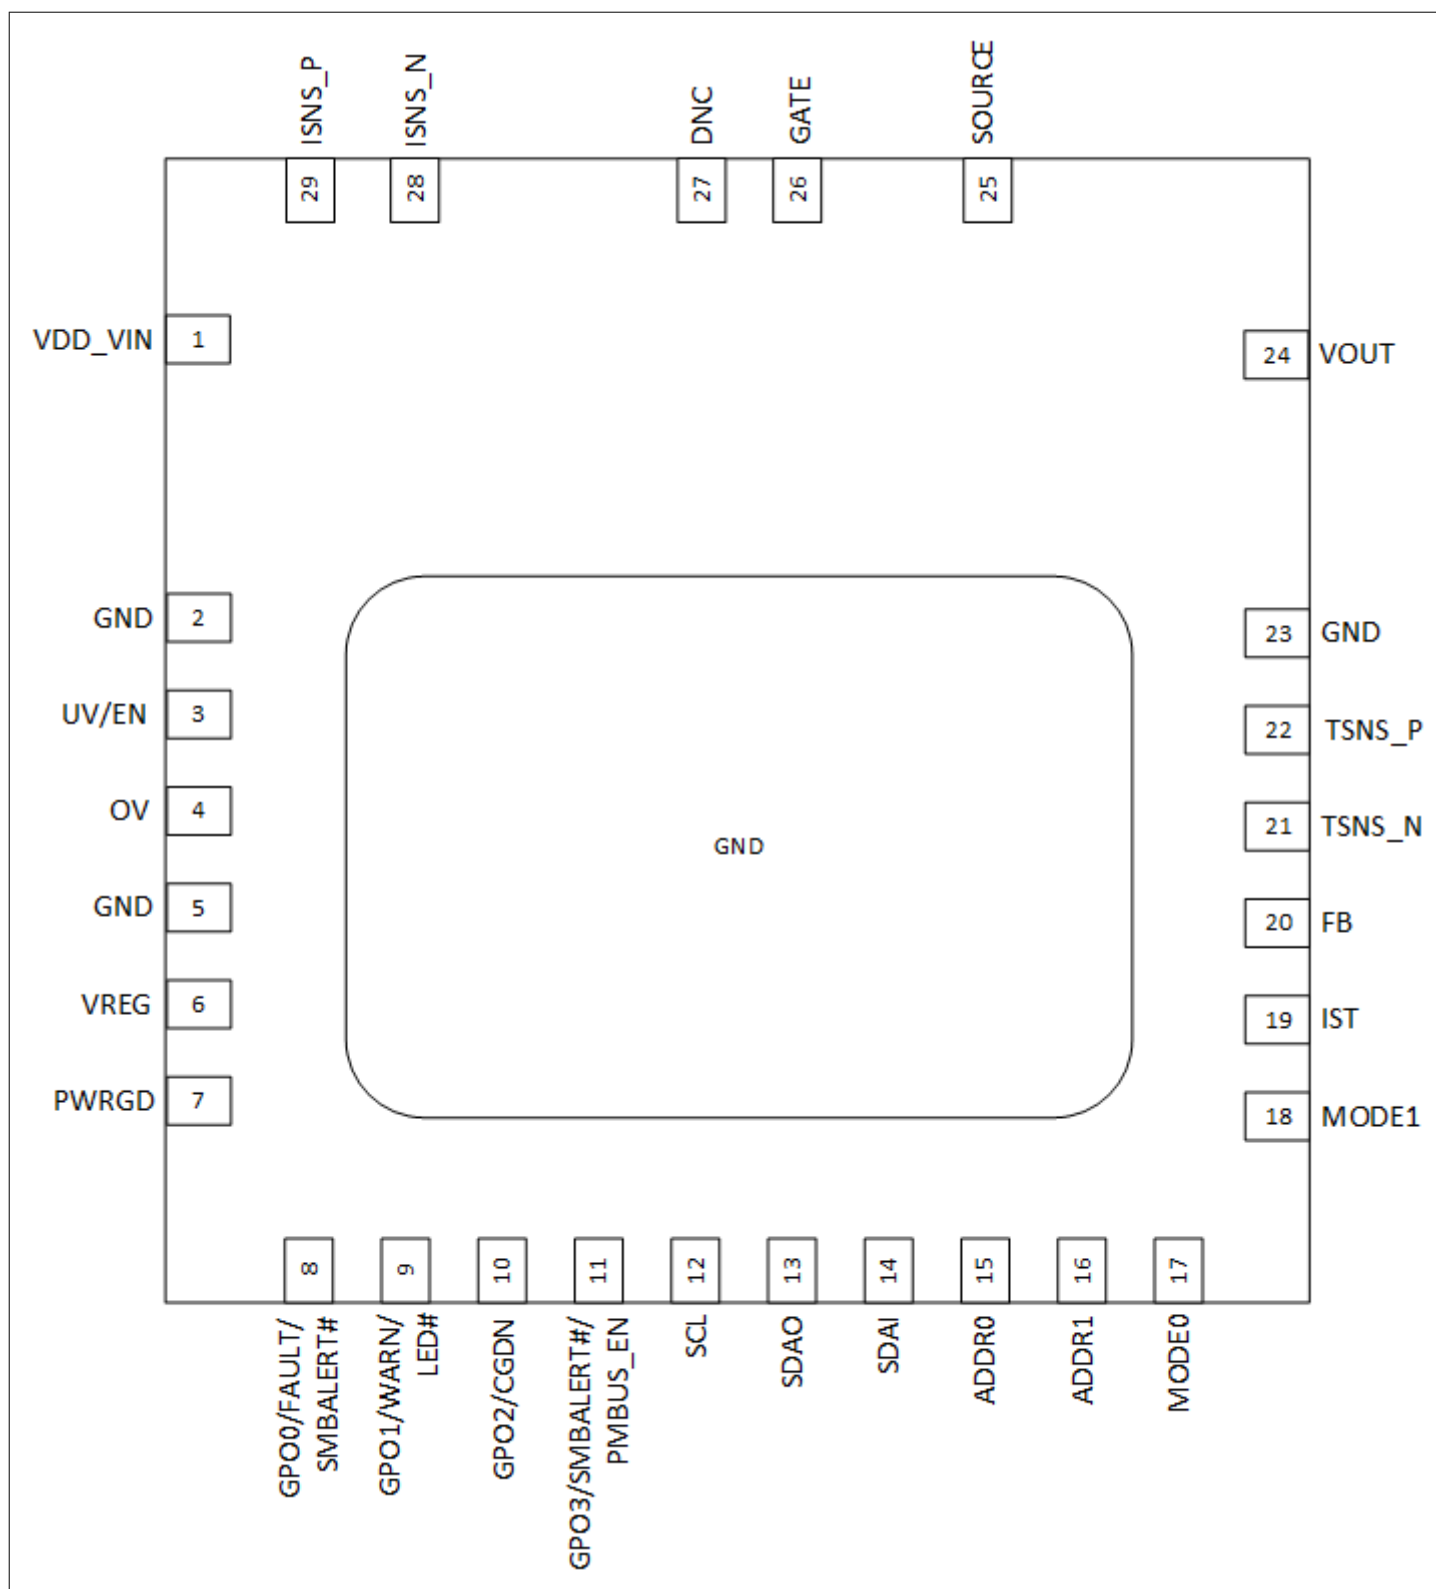 ISNS_P
ISNS_N
DNC
GATE
SOURCE
29
28
27
26
25
VDD_VIN 1
24 VOUT
GND 2
23 GND
UV/EN 3
22 TSNS_P
OV 4
21 TSNS_N
GND
GND 5
20 FB
VREG 6
19 IST
PWRGD 7
18 MODE1
8
9
10
11
12
13
14
15
16
17
GPO0/FAULT/
SMBALERT#
GPO1/WARN/
LED#
GPO2/CGDN
GPO3/SMBALERT#/
PMBUS_EN
SCL
SDAO
SDAI
ADDR0
ADDR1
MODE0